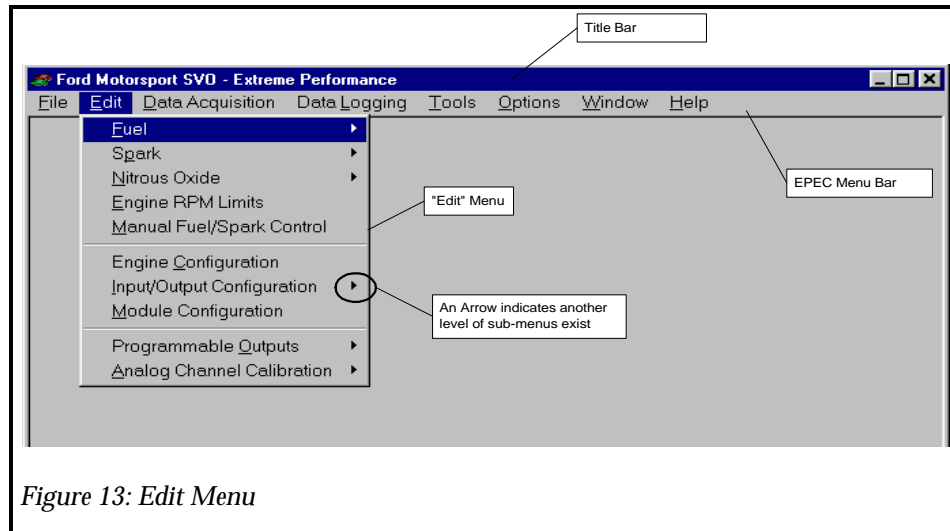 Title Bar
Ford Motorsport SVO - Extreme Performance
File Edit Data Acquisition Data Logging Tools Options Window Help
Fuel
Spark
Nitrous Oxide
Engine RPM Limits
Manual Fuel/Spark Control
Engine Configuration
Input/Output Configuration
Module Configuration
Programmable Outputs
Analog Channel Calibration
EPEC Menu Bar
"Edit" Menu
An Arrow indicates another
level of sub-menus exist
Figure 13: Edit Menu